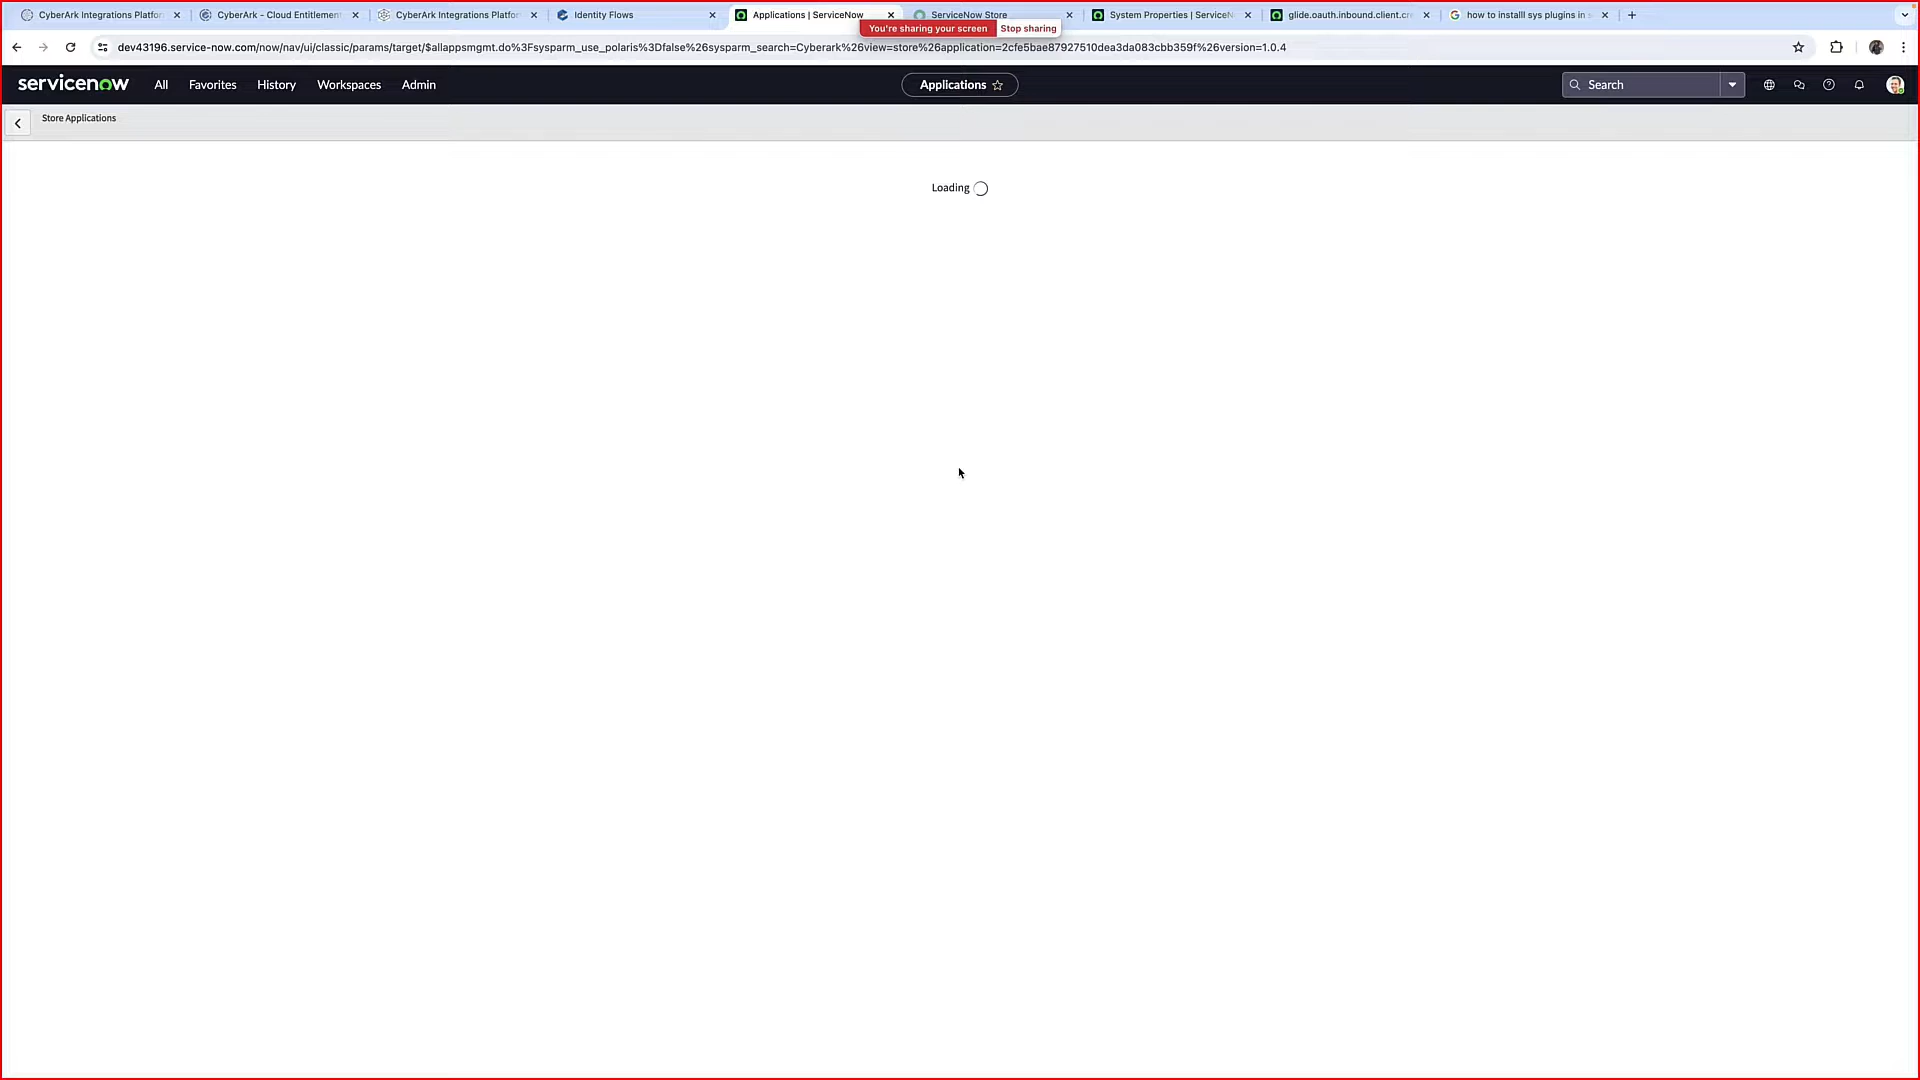 CyberArk Integrations Platfor
CyberArk - Cloud Entitlemen
CyberArk Integrations Platfor
Identity Flows
Applications | ServiceNow
ServiceNow Store
System Properties | ServiceN
glide.oauth.inbound.client.cr
how to installl sys plugins in s
You're sharing your screen
Stop sharing
dev43196.service-now.com/now/nav/ui/classic/params/target/$allappsmgmt.do%3Fsysparm_use_polaris%3Dfalse%26sysparm_search=Cyberark%26view=store%26application=2cfe5bae87927510dea3da083cbb359f%26version=1.0.4
servicenow
All
Favorites
History
Workspaces
Admin
Applications
Search
Store Applications
Loading